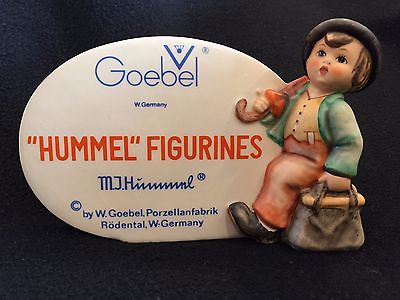 Goebel ®
W.Germany
"HUMMEL" FIGURINES
M.J.Hummel ®
© by W. Goebel, Porzellanfabrik
Rödental, W-Germany